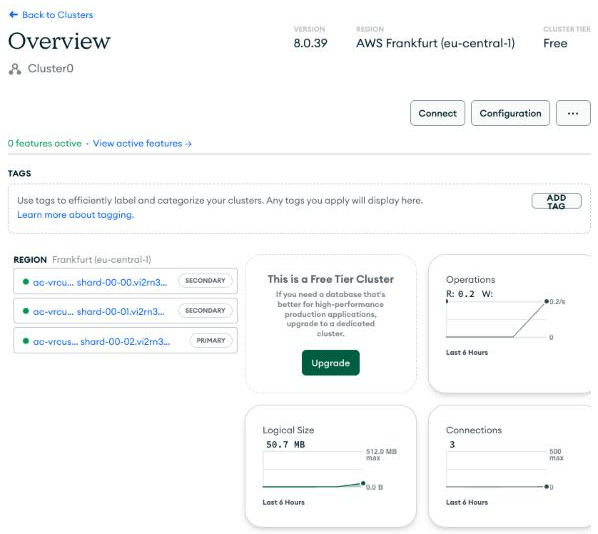 ← Back to Clusters
Overview
Cluster0
VERSION
8.0.39
REGION
AWS Frankfurt (eu-central-1)
CLUSTER TIER
Free
Connect
Configuration
...
0 features active · View active features →
TAGS
Use tags to efficiently label and categorize your clusters. Any tags you apply will display here.
Learn more about tagging.
ADD
TAG
REGION Frankfurt (eu-central-1)
ac-vrcu... shard-00-00.vi2rn3... SECONDARY
ac-vrcu... shard-00-01.vi2rn3... SECONDARY
ac-vrcus... shard-00-02.vi2rn3... PRIMARY
This is a Free Tier Cluster
If you need a database that's
better for high-performance
production applications,
upgrade to a dedicated
cluster.
Upgrade
Operations
R: 0.2 W:
0.2/s
0
Last 6 Hours
Logical Size
50.7 MB
512.0 MB
max
0.0 B
Last 6 Hours
Connections
3
500
max
0
Last 6 Hours